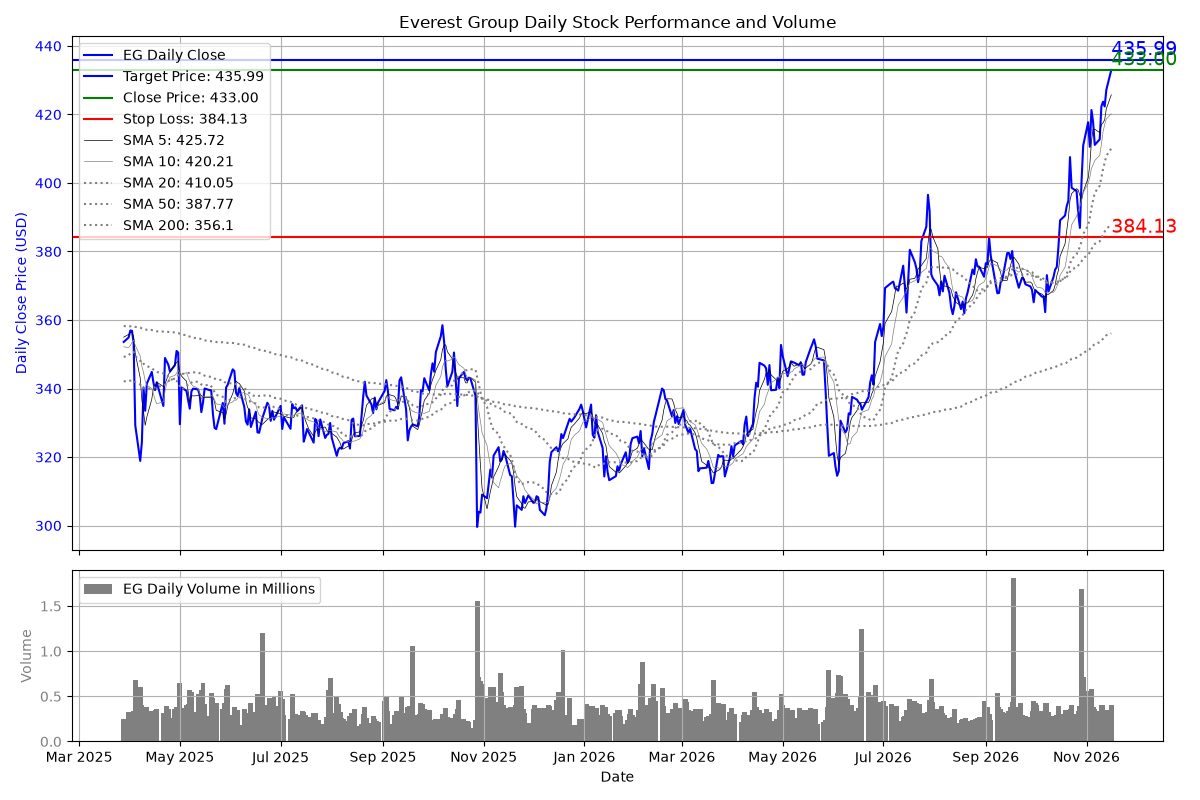 Everest Group Daily Stock Performance and Volume
Daily Close Price (USD)
440
420
400
380
360
340
320
300
EG Daily Close
Target Price: 435.99
Close Price: 433.00
Stop Loss: 384.13
SMA 5: 425.72
SMA 10: 420.21
SMA 20: 410.05
SMA 50: 387.77
SMA 200: 356.1
435.99
433.00
384.13
Volume
1.5
1.0
0.5
0.0
EG Daily Volume in Millions
Mar 2025 May 2025 Jul 2025 Sep 2025 Nov 2025 Jan 2026 Mar 2026 May 2026 Jul 2026 Sep 2026 Nov 2026
Date